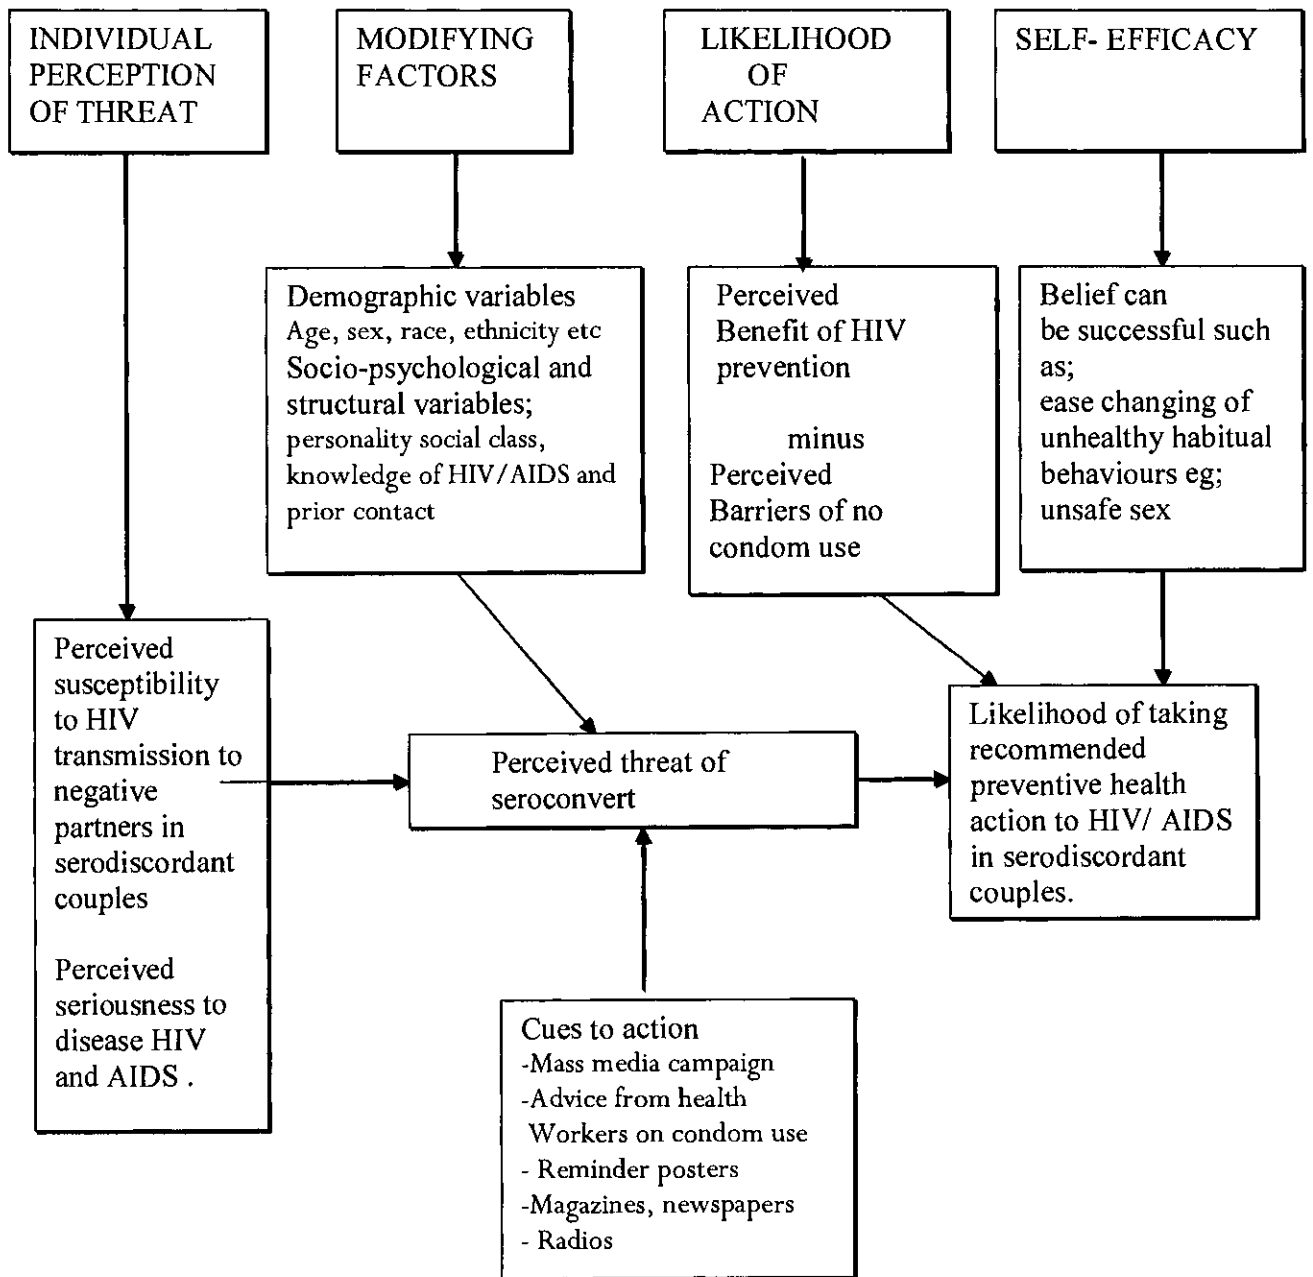 INDIVIDUAL
PERCEPTION
OF THREAT
MODIFYING
FACTORS
LIKELIHOOD
OF
ACTION
SELF- EFFICACY
Demographic variables
Age, sex, race, ethnicity etc
Socio-psychological and
structural variables;
personality social class,
knowledge of HIV/AIDS and
prior contact
Perceived
Benefit of HIV
prevention
minus
Perceived
Barriers of no
condom use
Belief can
be successful such
as;
ease changing of
unhealthy habitual
behaviours eg;
unsafe sex
Perceived
susceptibility
to HIV
transmission to
negative
partners in
serodiscordant
couples
Perceived
seriousness to
disease HIV
and AIDS .
Perceived threat of
seroconvert
Likelihood of taking
recommended
preventive health
action to HIV/ AIDS
in serodiscordant
couples.
Cues to action
-Mass media campaign
-Advice from health
Workers on condom use
- Reminder posters
-Magazines, newspapers
- Radios